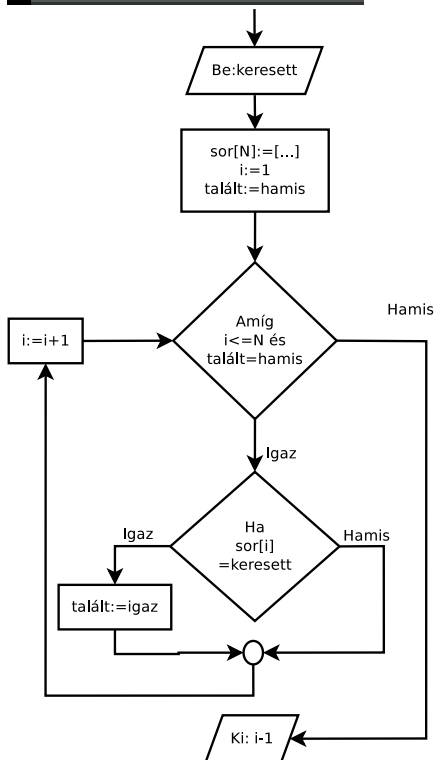 Be:keresett
sor[N]:=[...]
i:=1
talált:=hamis
Amíg
i<=N és
talált=hamis
Hamis
i:=i+1
Igaz
Ha
sor[i]
=keresett
Igaz
Hamis
talált:=igaz
Ki: i-1